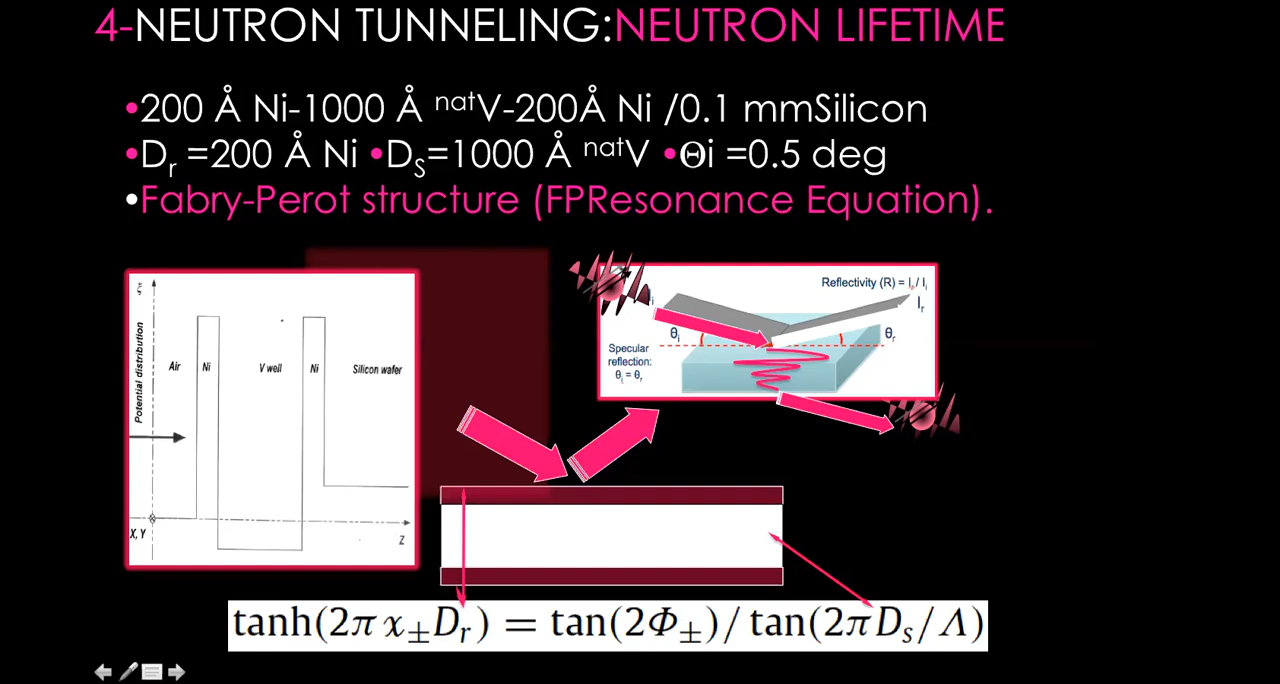 4-NEUTRON TUNNELING:NEUTRON LIFETIME
•200 Å Ni-1000 Å natV-200Å Ni /0.1 mmSilicon
•Dr =200 Å Ni •DS=1000 Å natV •Θi =0.5 deg
•Fabry-Perot structure (FPResonance Equation).
ξ
Potential distribution
Air
Ni
V well
Ni
Silicon wafer
X, Y
Z
Reflectivity (R) = Ir/ Ii
Ii
Ir
θi
θr
Specular
reflection:
θi = θr
tanh(2π x±Dr) = tan(2Φ±)/tan(2πDs/Λ)